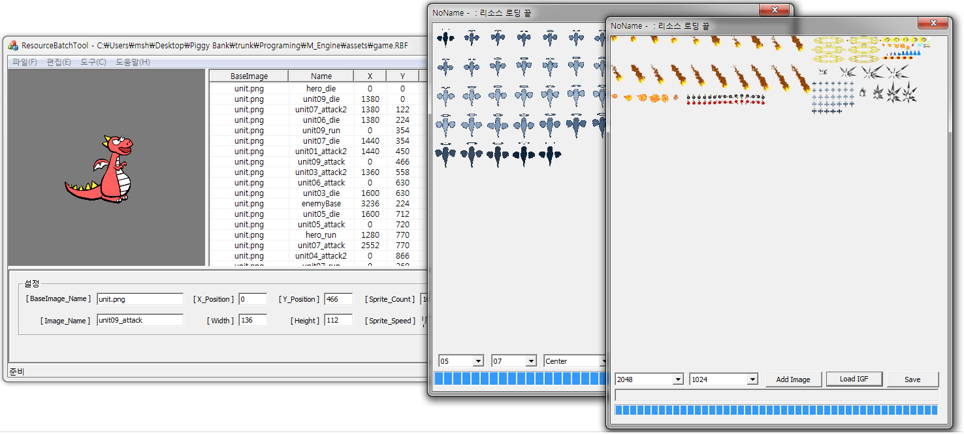 ResourceBatchTool - C:₩Users₩msh₩Desktop₩Piggy Bank₩trunk₩Programing₩M_Engine₩assets₩game.RBF
파일(F) 편집(E) 도구(C) 도움말(H)
BaseImage Name X Y
unit.png hero_die 0 0
unit.png unit09_die 1380 0
unit.png unit07_attack2 1380 122
unit.png unit06_die 1380 224
unit.png unit09_run 0 354
unit.png unit07_die 1440 354
unit.png unit01_attack2 1440 450
unit.png unit09_attack 0 466
unit.png unit03_attack2 1360 558
unit.png unit06_attack 0 630
unit.png unit03_die 1600 630
unit.png enemyBase 3236 224
unit.png unit05_die 1600 712
unit.png unit05_attack 0 720
unit.png hero_run 1280 770
unit.png unit07_attack 2552 770
unit.png unit04_attack2 0 866
설정
[ BaseImage_Name ] unit.png [ X_Position ] 0 [ Y_Position ] 466 [ Sprite_Count ]
[ Image_Name ] unit09_attack [ Width ] 136 [ Height ] 112 [ Sprite_Speed ]
준비
NoName - : 리소스 로딩 끝
05 07 Center
NoName - : 리소스 로딩 끝
2048 1024 Add Image Load IGF Save